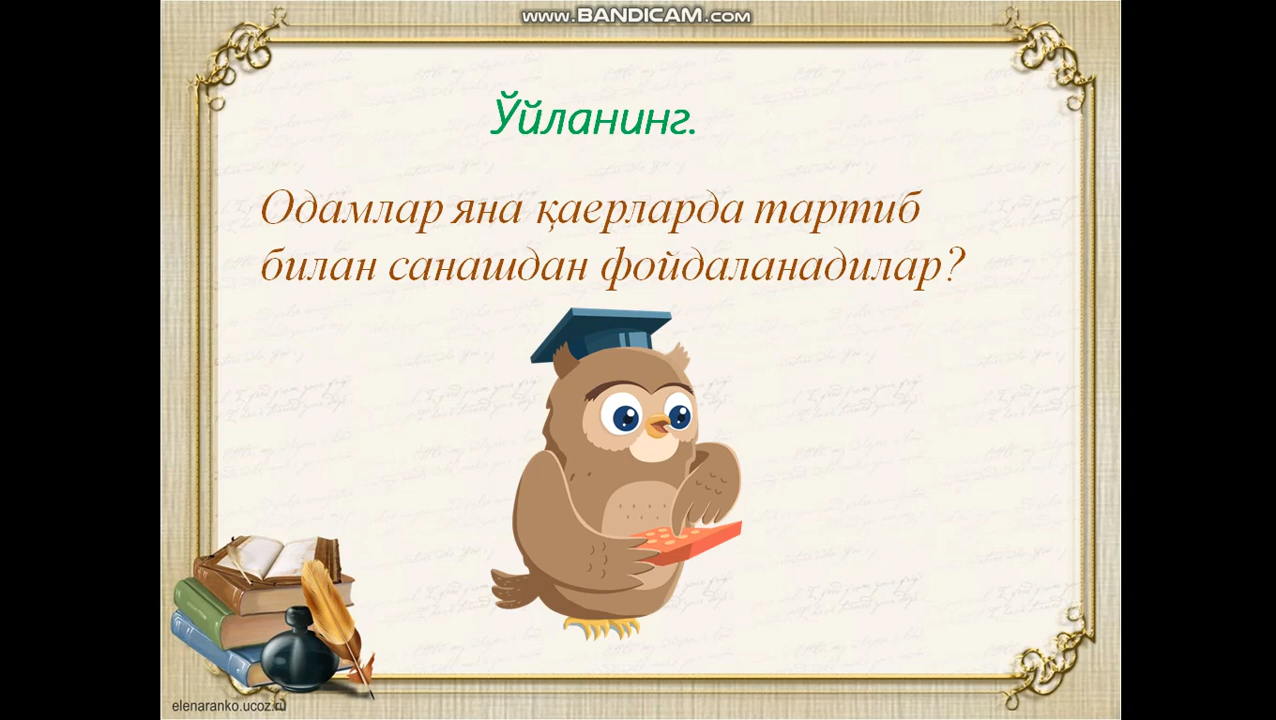 www.BANDICAM.com
Ўйланинг.
Одамлар яна қаерларда тартиб
билан санашдан фойдаланадилар?
elenaranko.ucoz.ru